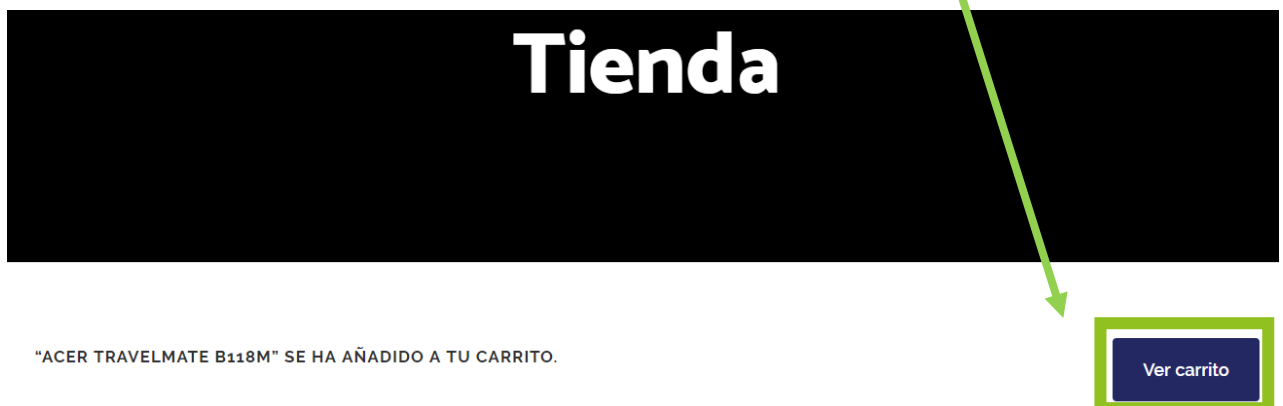 Tienda
“ACER TRAVELMATE B118M” SE HA AÑADIDO A TU CARRITO.
Ver carrito